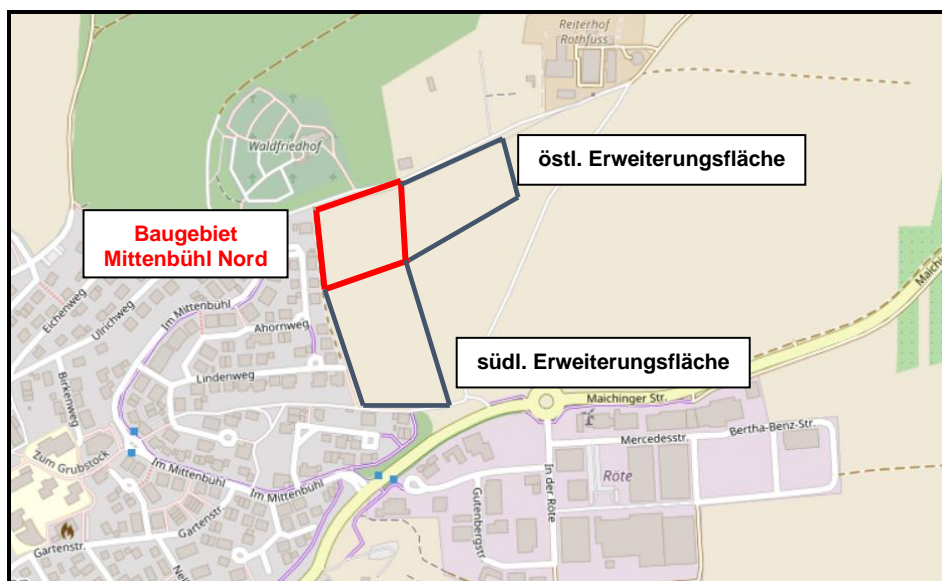 Reiterhof
Rothfuss
Waldfriedhof
östl. Erweiterungsfläche
Baugebiet
Mittenbühl Nord
Eichenweg
Ulrichweg
Im Mittenbühl
Ahornweg
Birkenweg
Lindenweg
südl. Erweiterungsfläche
Maichinger Str.
Mercedesstr.
Bertha-Benz-Str.
Zum Grubstock
Im Mittenbühl
Im Mittenbühl
In der Röte
Röte
Gutenbergstr
Gartenstr.
Gartenstr.